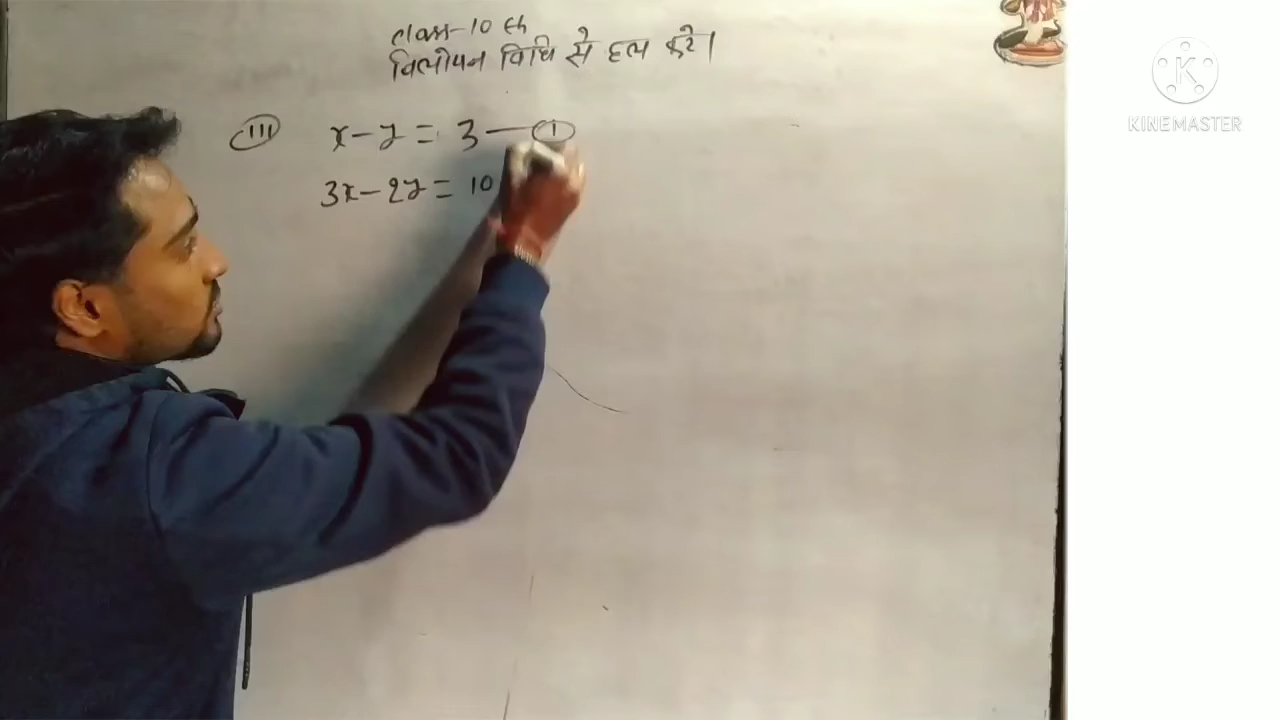 class-10 th
विलोपन विधि से हल करे।
(III) x - y = 3 — (1)
3x - 2y = 10
KINEMASTER